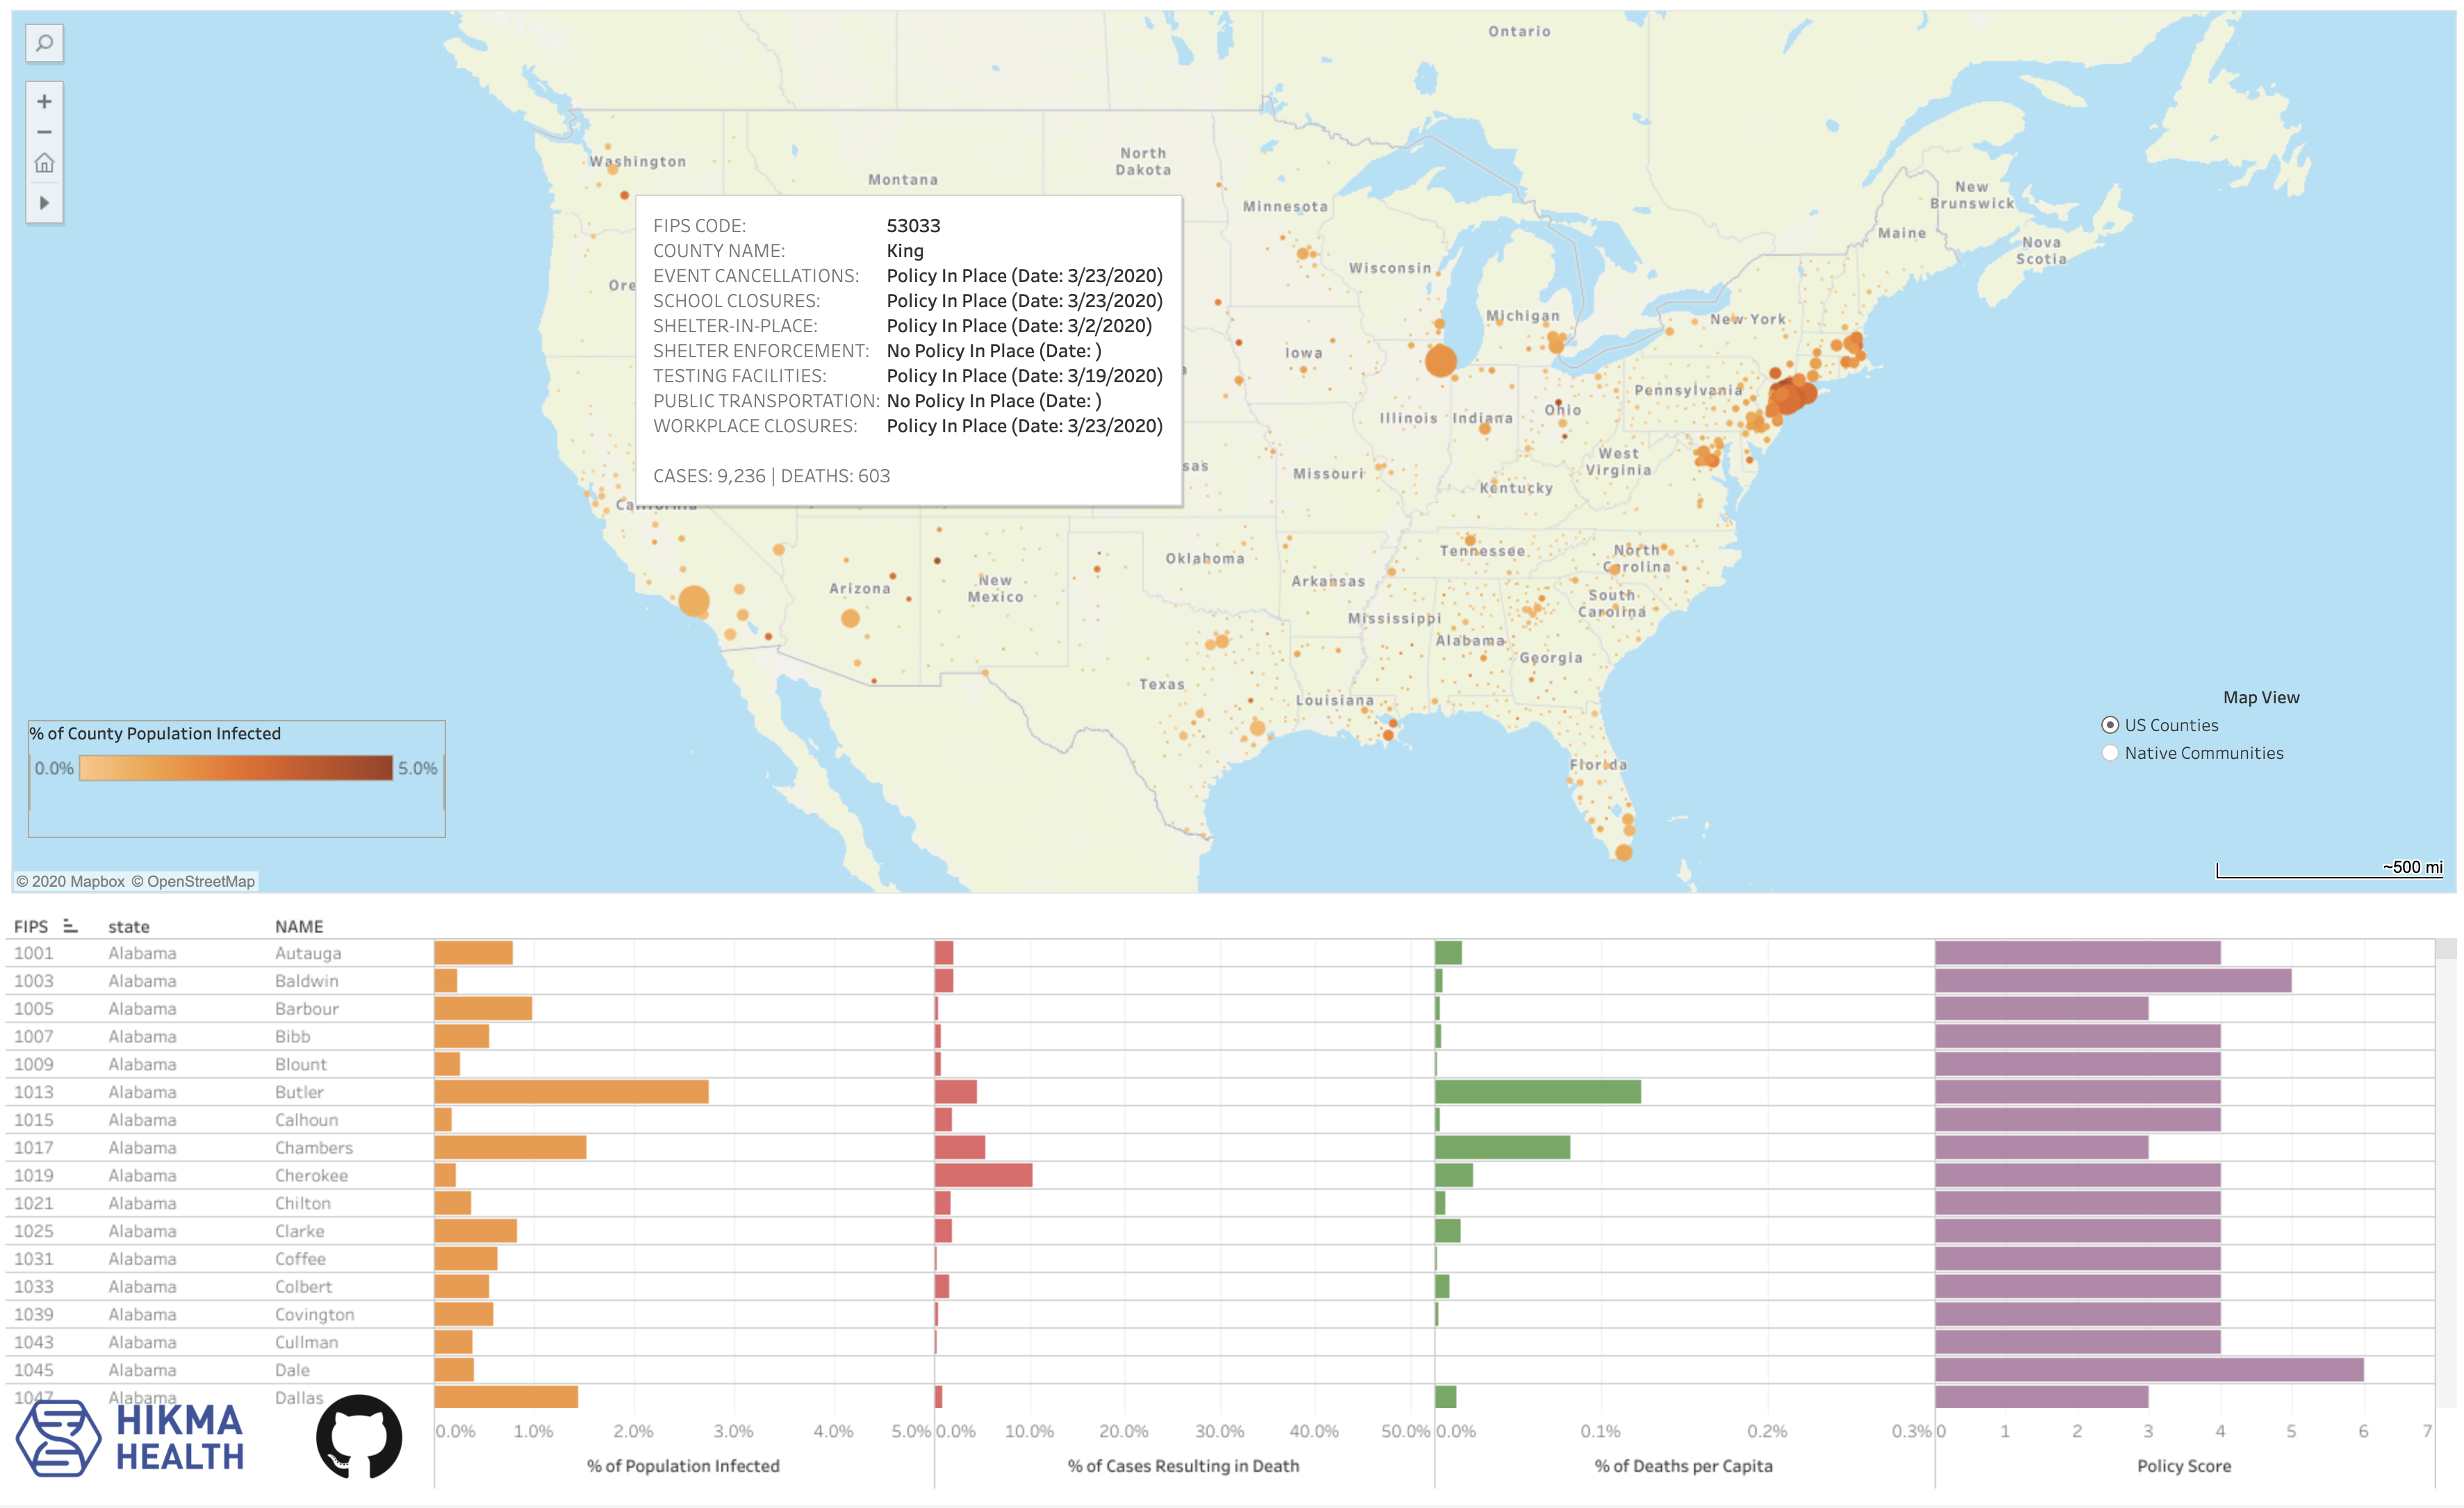 Ontario
Washington
North
Dakota
Montana
Minnesota
New
Brunswick
Maine
Nova
Scotia
Wisconsin
Michigan
New York
Iowa
Pennsylvania
Illinois
Indiana
Ohio
West
Virginia
Missouri
Kentucky
Ore
sas
California
FIPS CODE: 53033
COUNTY NAME: King
EVENT CANCELLATIONS: Policy In Place (Date: 3/23/2020)
SCHOOL CLOSURES: Policy In Place (Date: 3/23/2020)
SHELTER-IN-PLACE: Policy In Place (Date: 3/2/2020)
SHELTER ENFORCEMENT: No Policy In Place (Date: )
TESTING FACILITIES: Policy In Place (Date: 3/19/2020)
PUBLIC TRANSPORTATION: No Policy In Place (Date: )
WORKPLACE CLOSURES: Policy In Place (Date: 3/23/2020)
CASES: 9,236 | DEATHS: 603
Oklahoma
Tennessee
North
Carolina
Arizona
New
Mexico
Arkansas
South
Carolina
Mississippi
Alabama
Georgia
Texas
Louisiana
Florida
Map View
US Counties
Native Communities
% of County Population Infected
0.0% 5.0%
© 2020 Mapbox © OpenStreetMap
~500 mi
FIPS state NAME
1001 Alabama Autauga
1003 Alabama Baldwin
1005 Alabama Barbour
1007 Alabama Bibb
1009 Alabama Blount
1013 Alabama Butler
1015 Alabama Calhoun
1017 Alabama Chambers
1019 Alabama Cherokee
1021 Alabama Chilton
1025 Alabama Clarke
1031 Alabama Coffee
1033 Alabama Colbert
1039 Alabama Covington
1043 Alabama Cullman
1045 Alabama Dale
1047 Alabama Dallas
HIKMA
HEALTH
0.0% 1.0% 2.0% 3.0% 4.0% 5.0% 0.0% 10.0% 20.0% 30.0% 40.0% 50.0% 0.0% 0.1% 0.2% 0.3% 0 1 2 3 4 5 6 7
% of Population Infected % of Cases Resulting in Death % of Deaths per Capita Policy Score